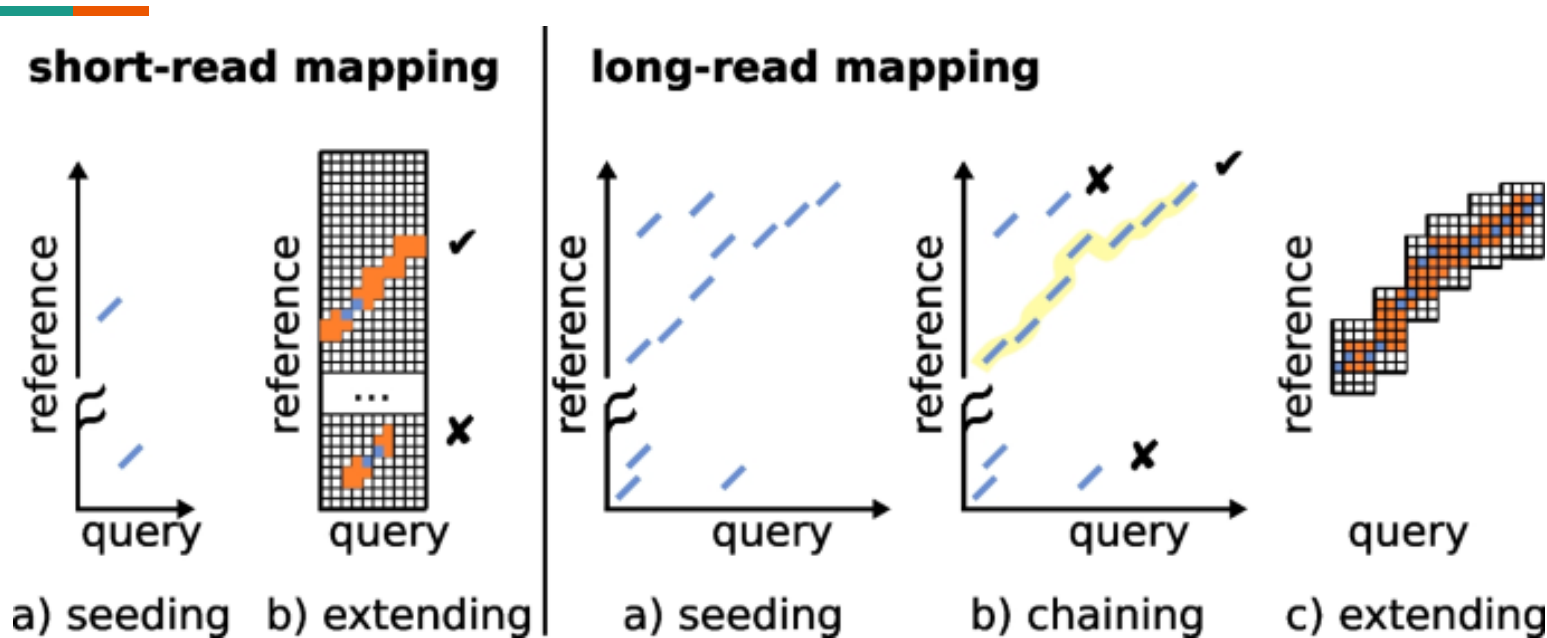 short-read mapping
reference
query
a) seeding
reference
...
query
b) extending
long-read mapping
reference
query
a) seeding
reference
query
b) chaining
reference
query
c) extending